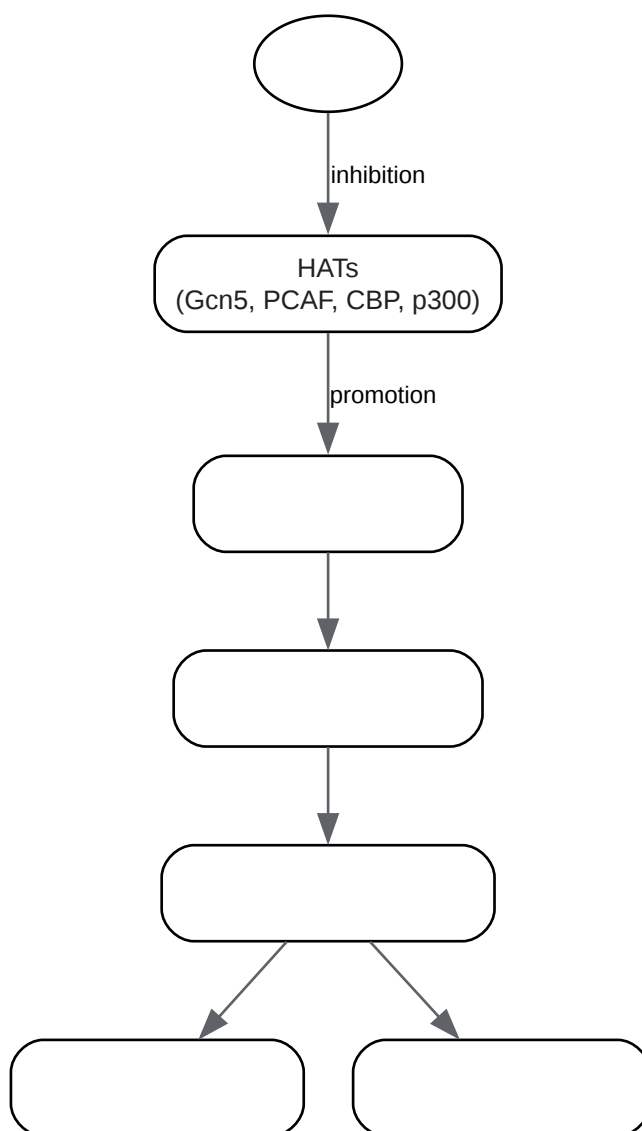 inhibition
HATs
(Gcn5, PCAF, CBP, p300)
promotion